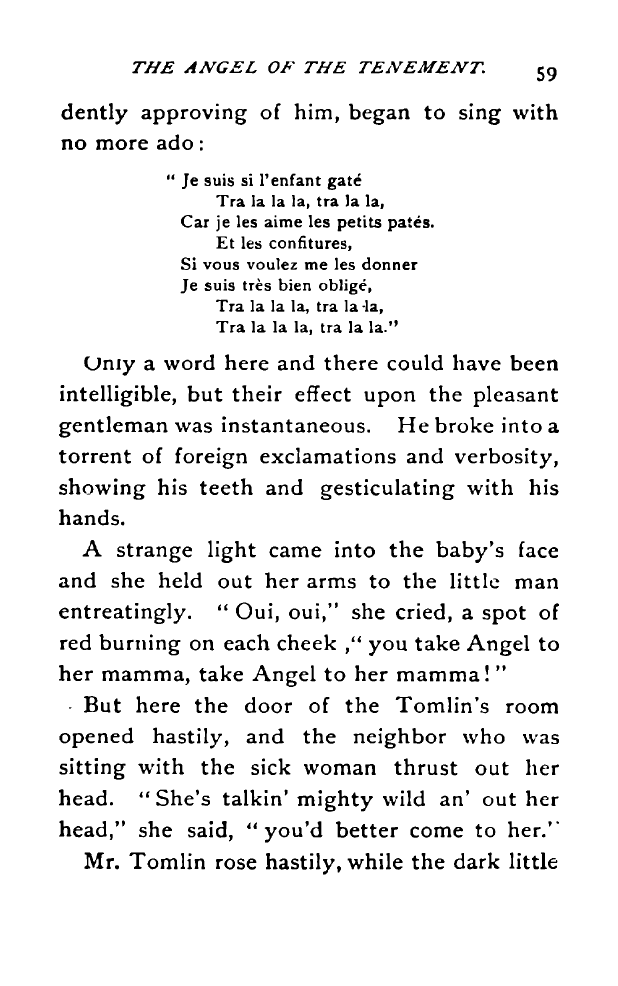 THE ANGEL OF THE TENEMENT. 59
dently approving of him, began to sing with
no more ado:
" Je suis si l'enfant gaté
Tra la la la, tra la la,
Car je les aime les petits patés.
Et les confitures,
Si vous voulez me les donner
Je suis très bien obligé,
Tra la la la, tra la la,
Tra la la la, tra la la."
Only a word here and there could have been
intelligible, but their effect upon the pleasant
gentleman was instantaneous. He broke into a
torrent of foreign exclamations and verbosity,
showing his teeth and gesticulating with his
hands.
A strange light came into the baby's face
and she held out her arms to the little man
entreatingly. " Oui, oui," she cried, a spot of
red burning on each cheek ," you take Angel to
her mamma, take Angel to her mamma!"
But here the door of the Tomlin's room
opened hastily, and the neighbor who was
sitting with the sick woman thrust out her
head. "She's talkin' mighty wild an' out her
head," she said, "you'd better come to her."
Mr. Tomlin rose hastily, while the dark little